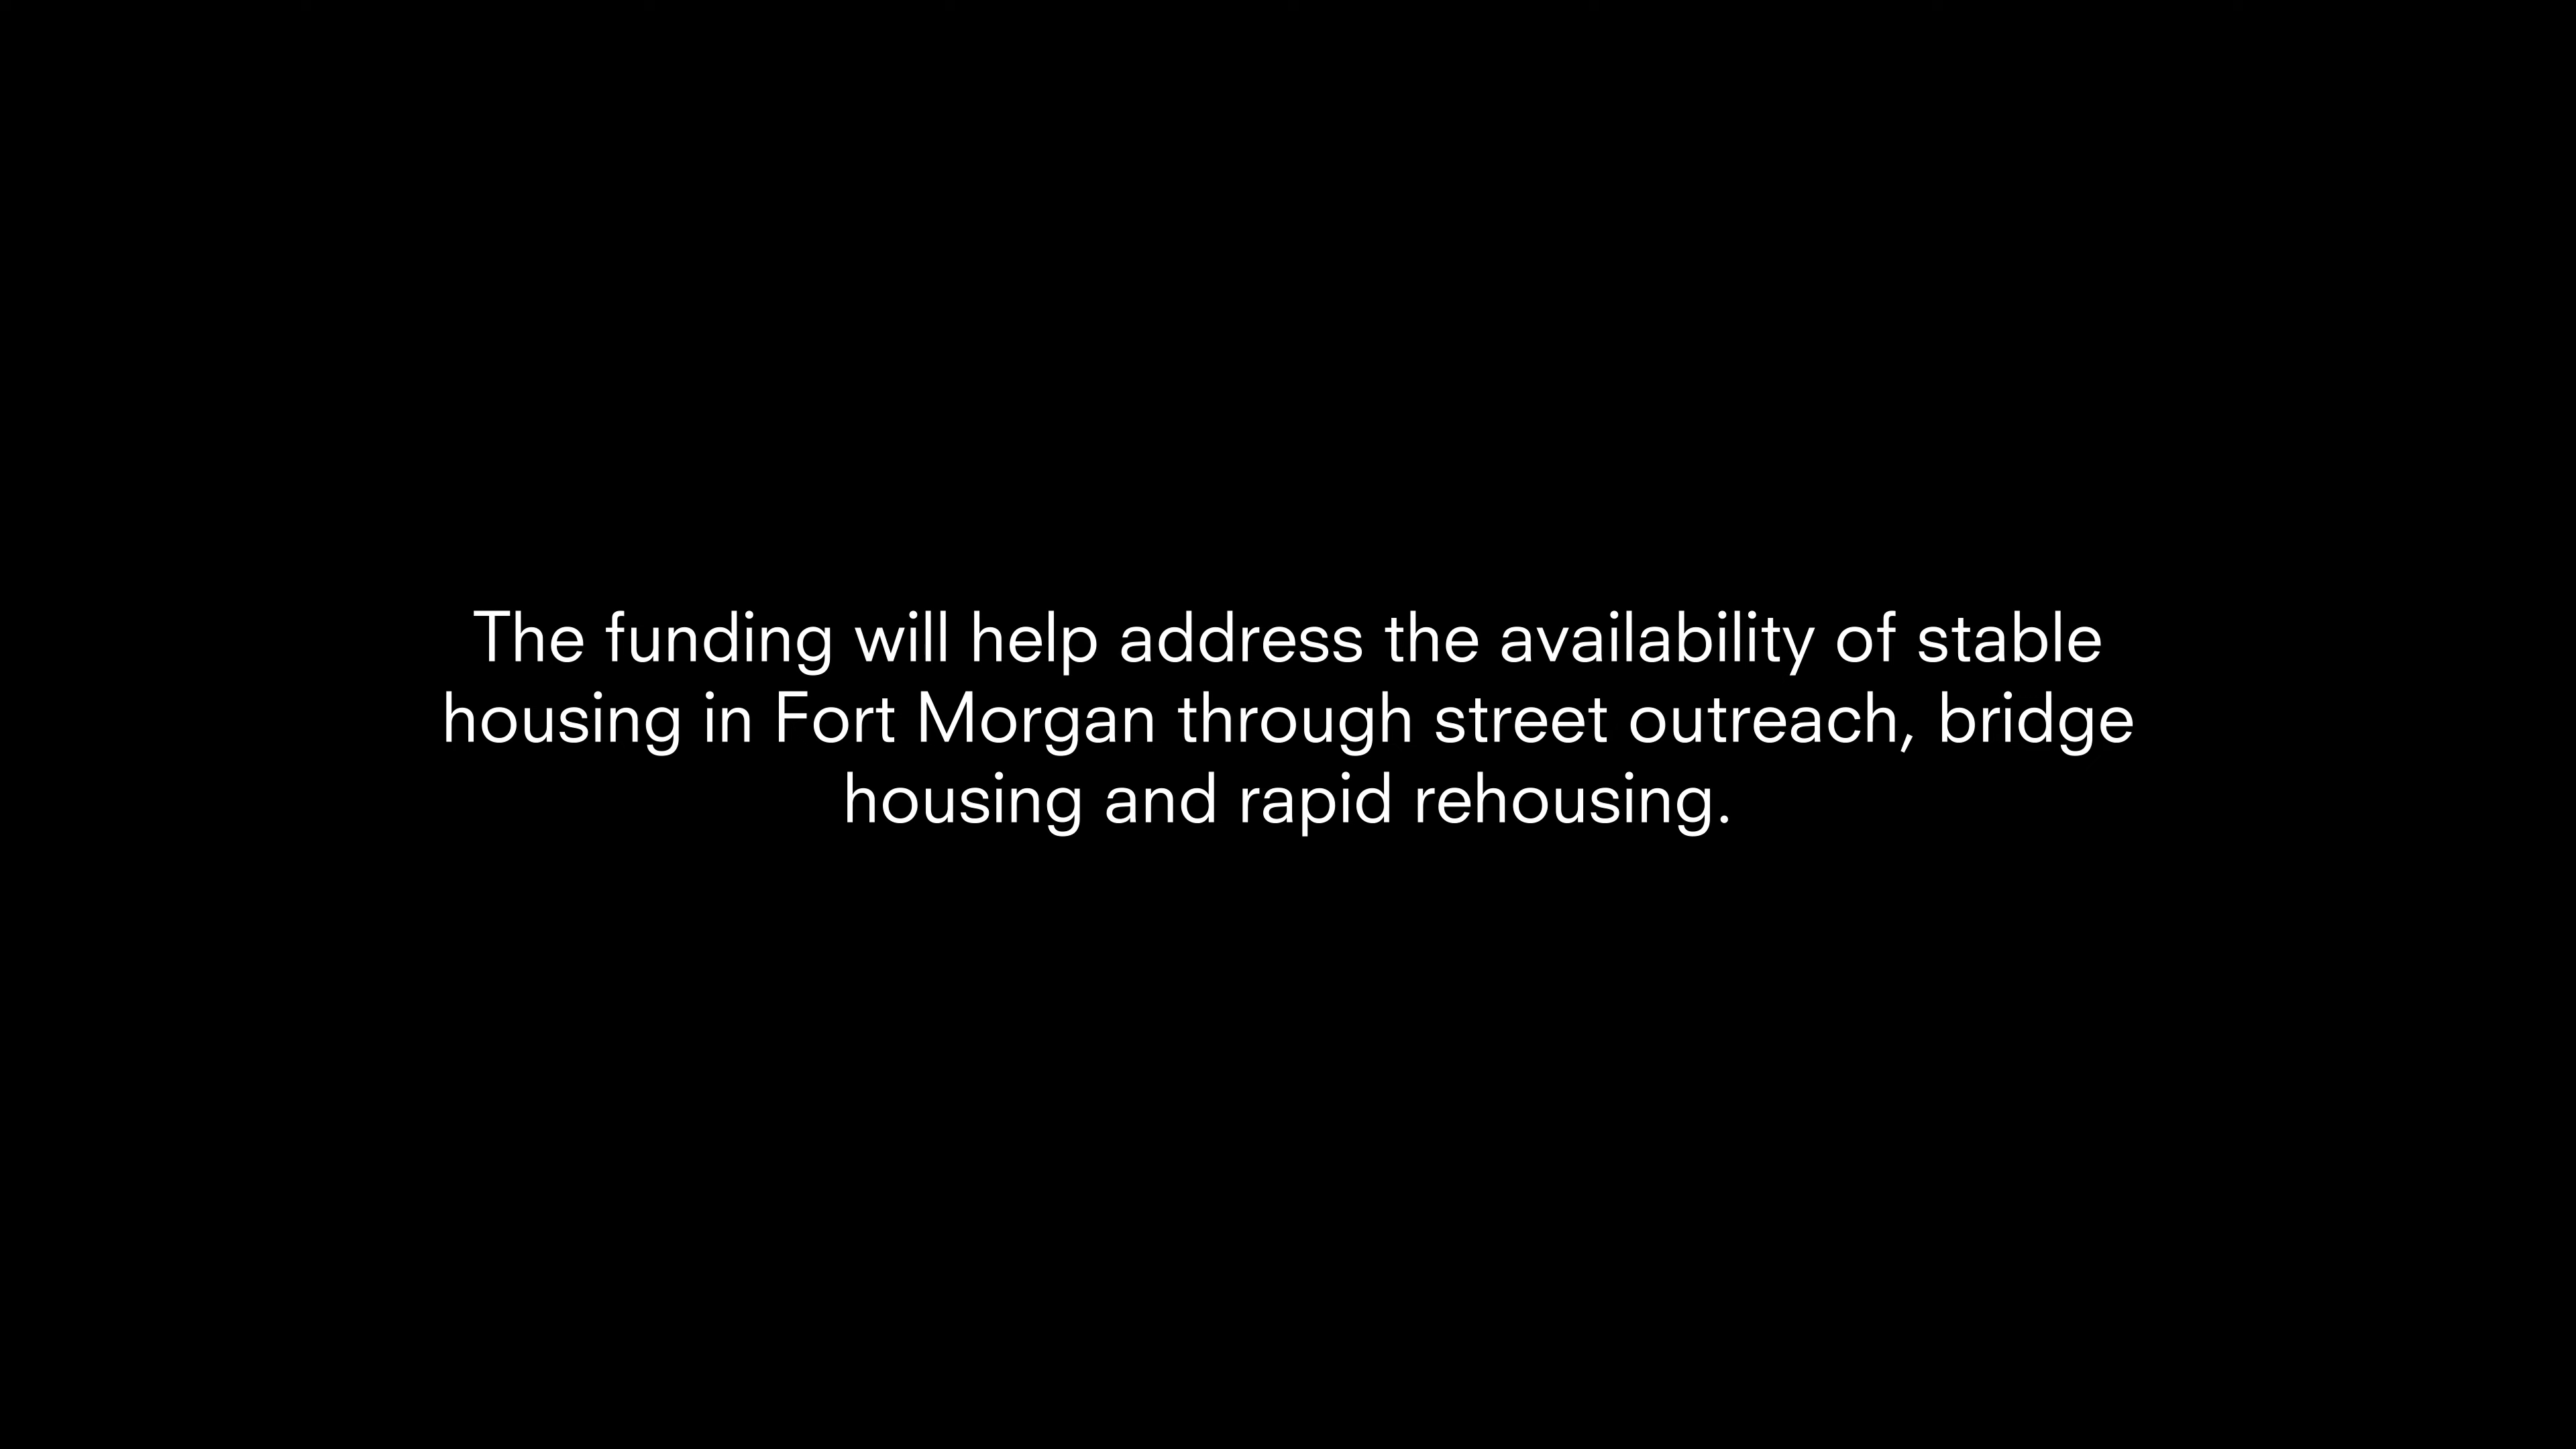 The funding will help address the availability of stable
housing in Fort Morgan through street outreach, bridge
housing and rapid rehousing.